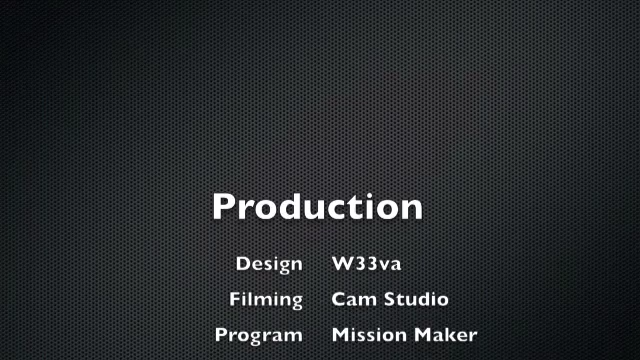 Production
Design W33va
Filming Cam Studio
Program Mission Maker